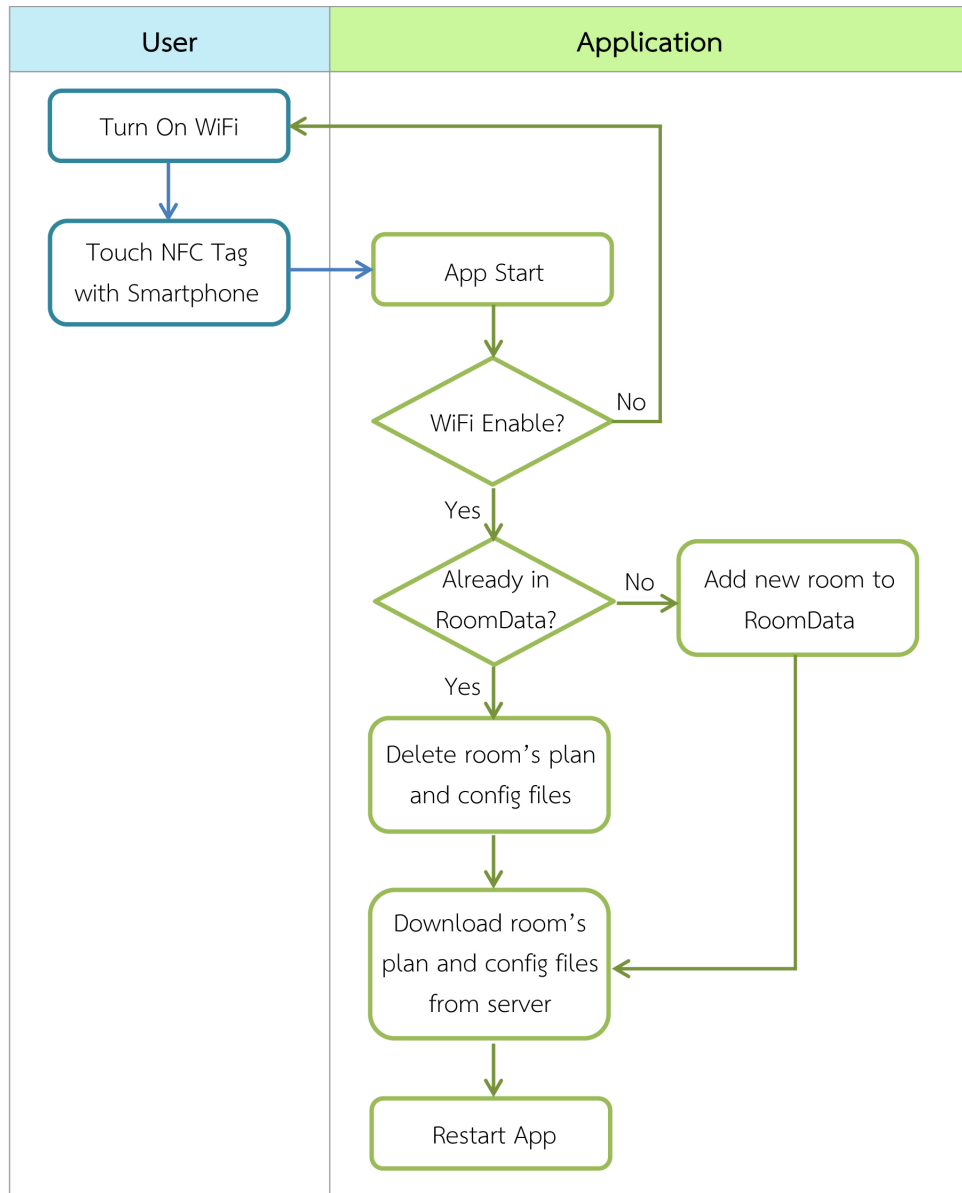 User
Application
Turn On WiFi
Touch NFC Tag
with Smartphone
App Start
WiFi Enable?
No
Yes
Already in
RoomData?
No
Add new room to
RoomData
Yes
Delete room’s plan
and config files
Download room’s
plan and config files
from server
Restart App